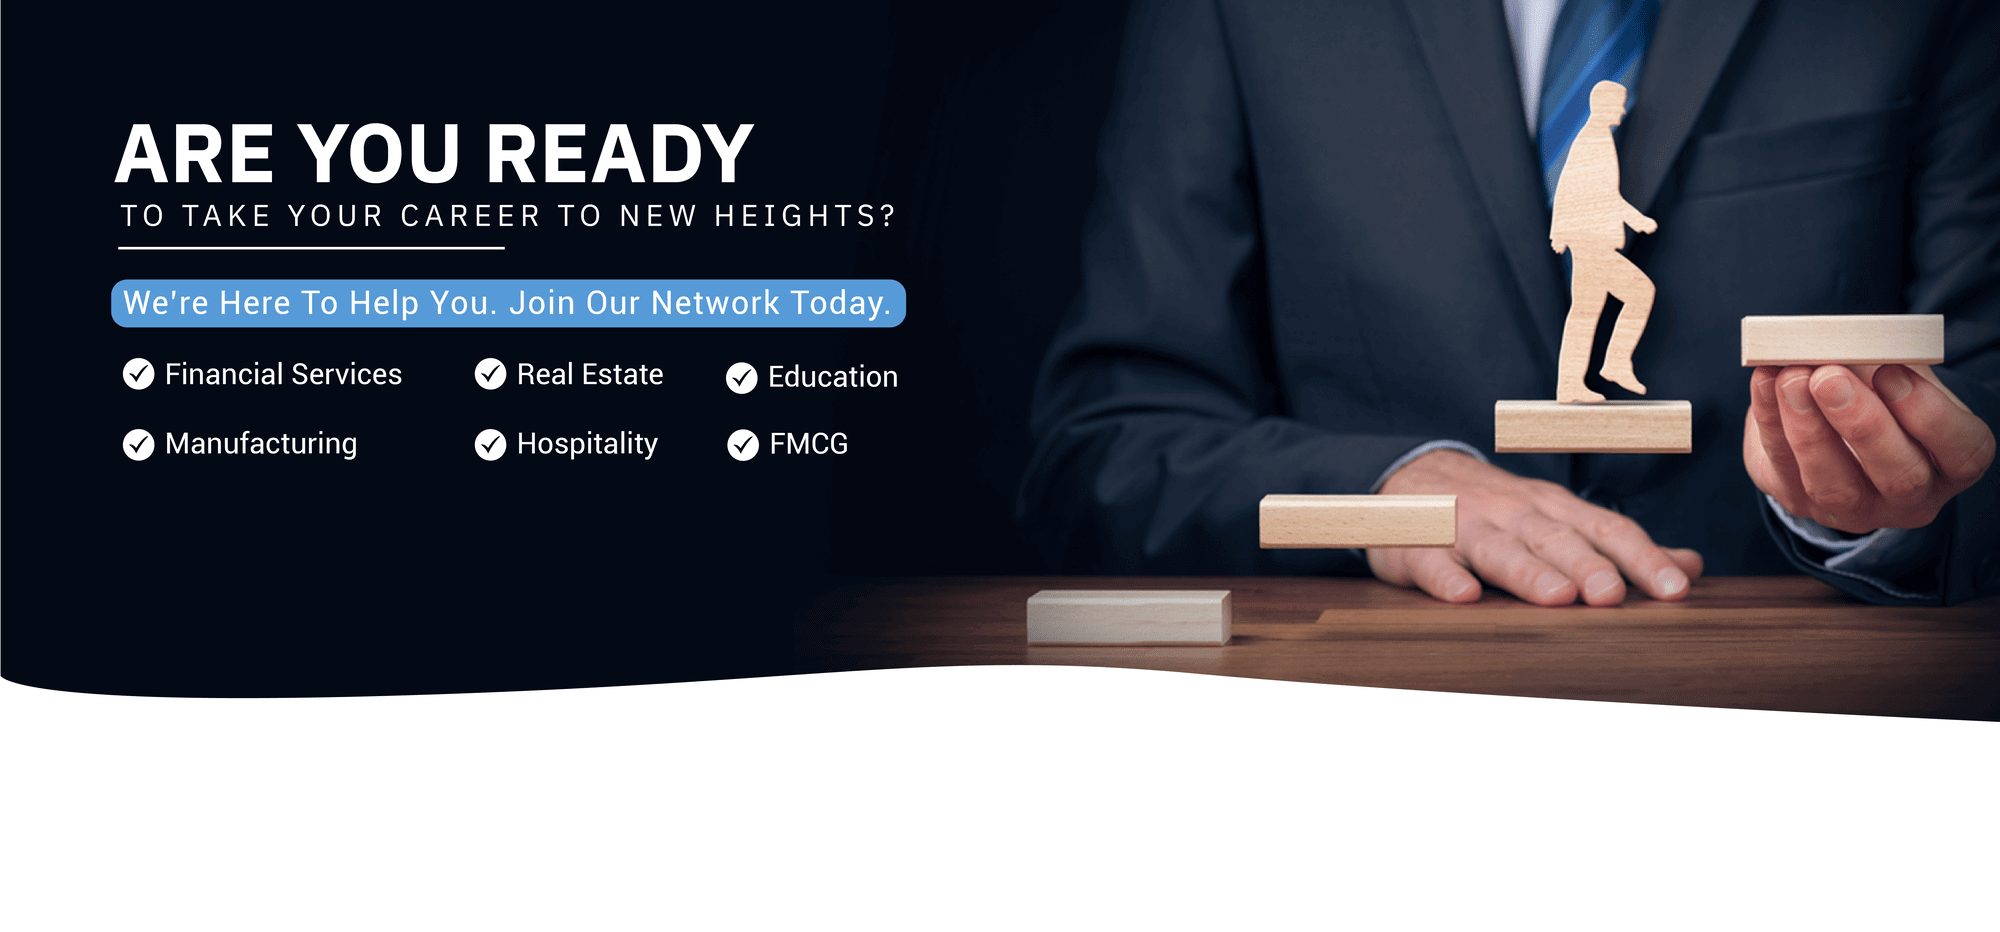 ARE YOU READY
TO TAKE YOUR CAREER TO NEW HEIGHTS?
We're Here To Help You. Join Our Network Today.
Financial Services Real Estate Education
Manufacturing Hospitality FMCG